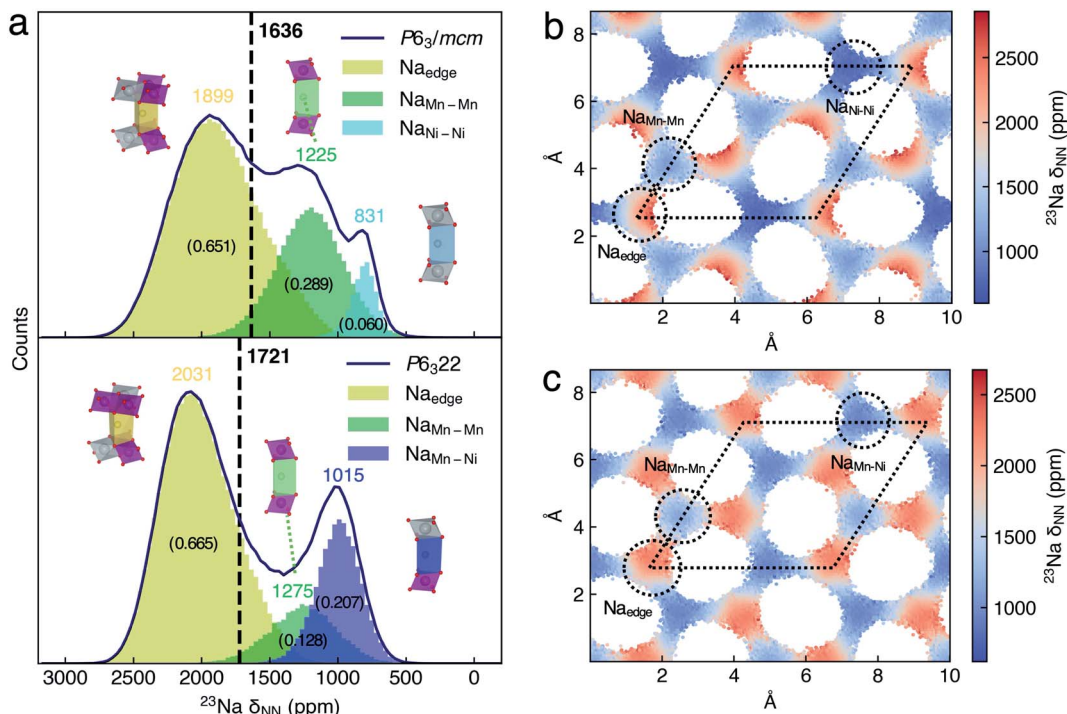 a
1636
P6₃/mcm
Na_edge
Na_Mn–Mn
Na_Ni–Ni
1899
1225
831
(0.651)
(0.289)
(0.060)
Counts
1721
P6₃22
Na_edge
Na_Mn–Mn
Na_Mn–Ni
2031
1015
1275
(0.665)
(0.207)
(0.128)
3000 2500 2000 1500 1000 500 0
²³Na δ_NN (ppm)
b
8
6
4
2
Å
Na_Mn-Mn
Na_Ni-Ni
Na_edge
0 2 4 6 8 10
Å
2500
2000
1500
1000
²³Na δ_NN (ppm)
c
8
6
4
2
Å
Na_Mn-Mn
Na_Mn-Ni
Na_edge
0 2 4 6 8 10
Å
2500
2000
1500
1000
²³Na δ_NN (ppm)